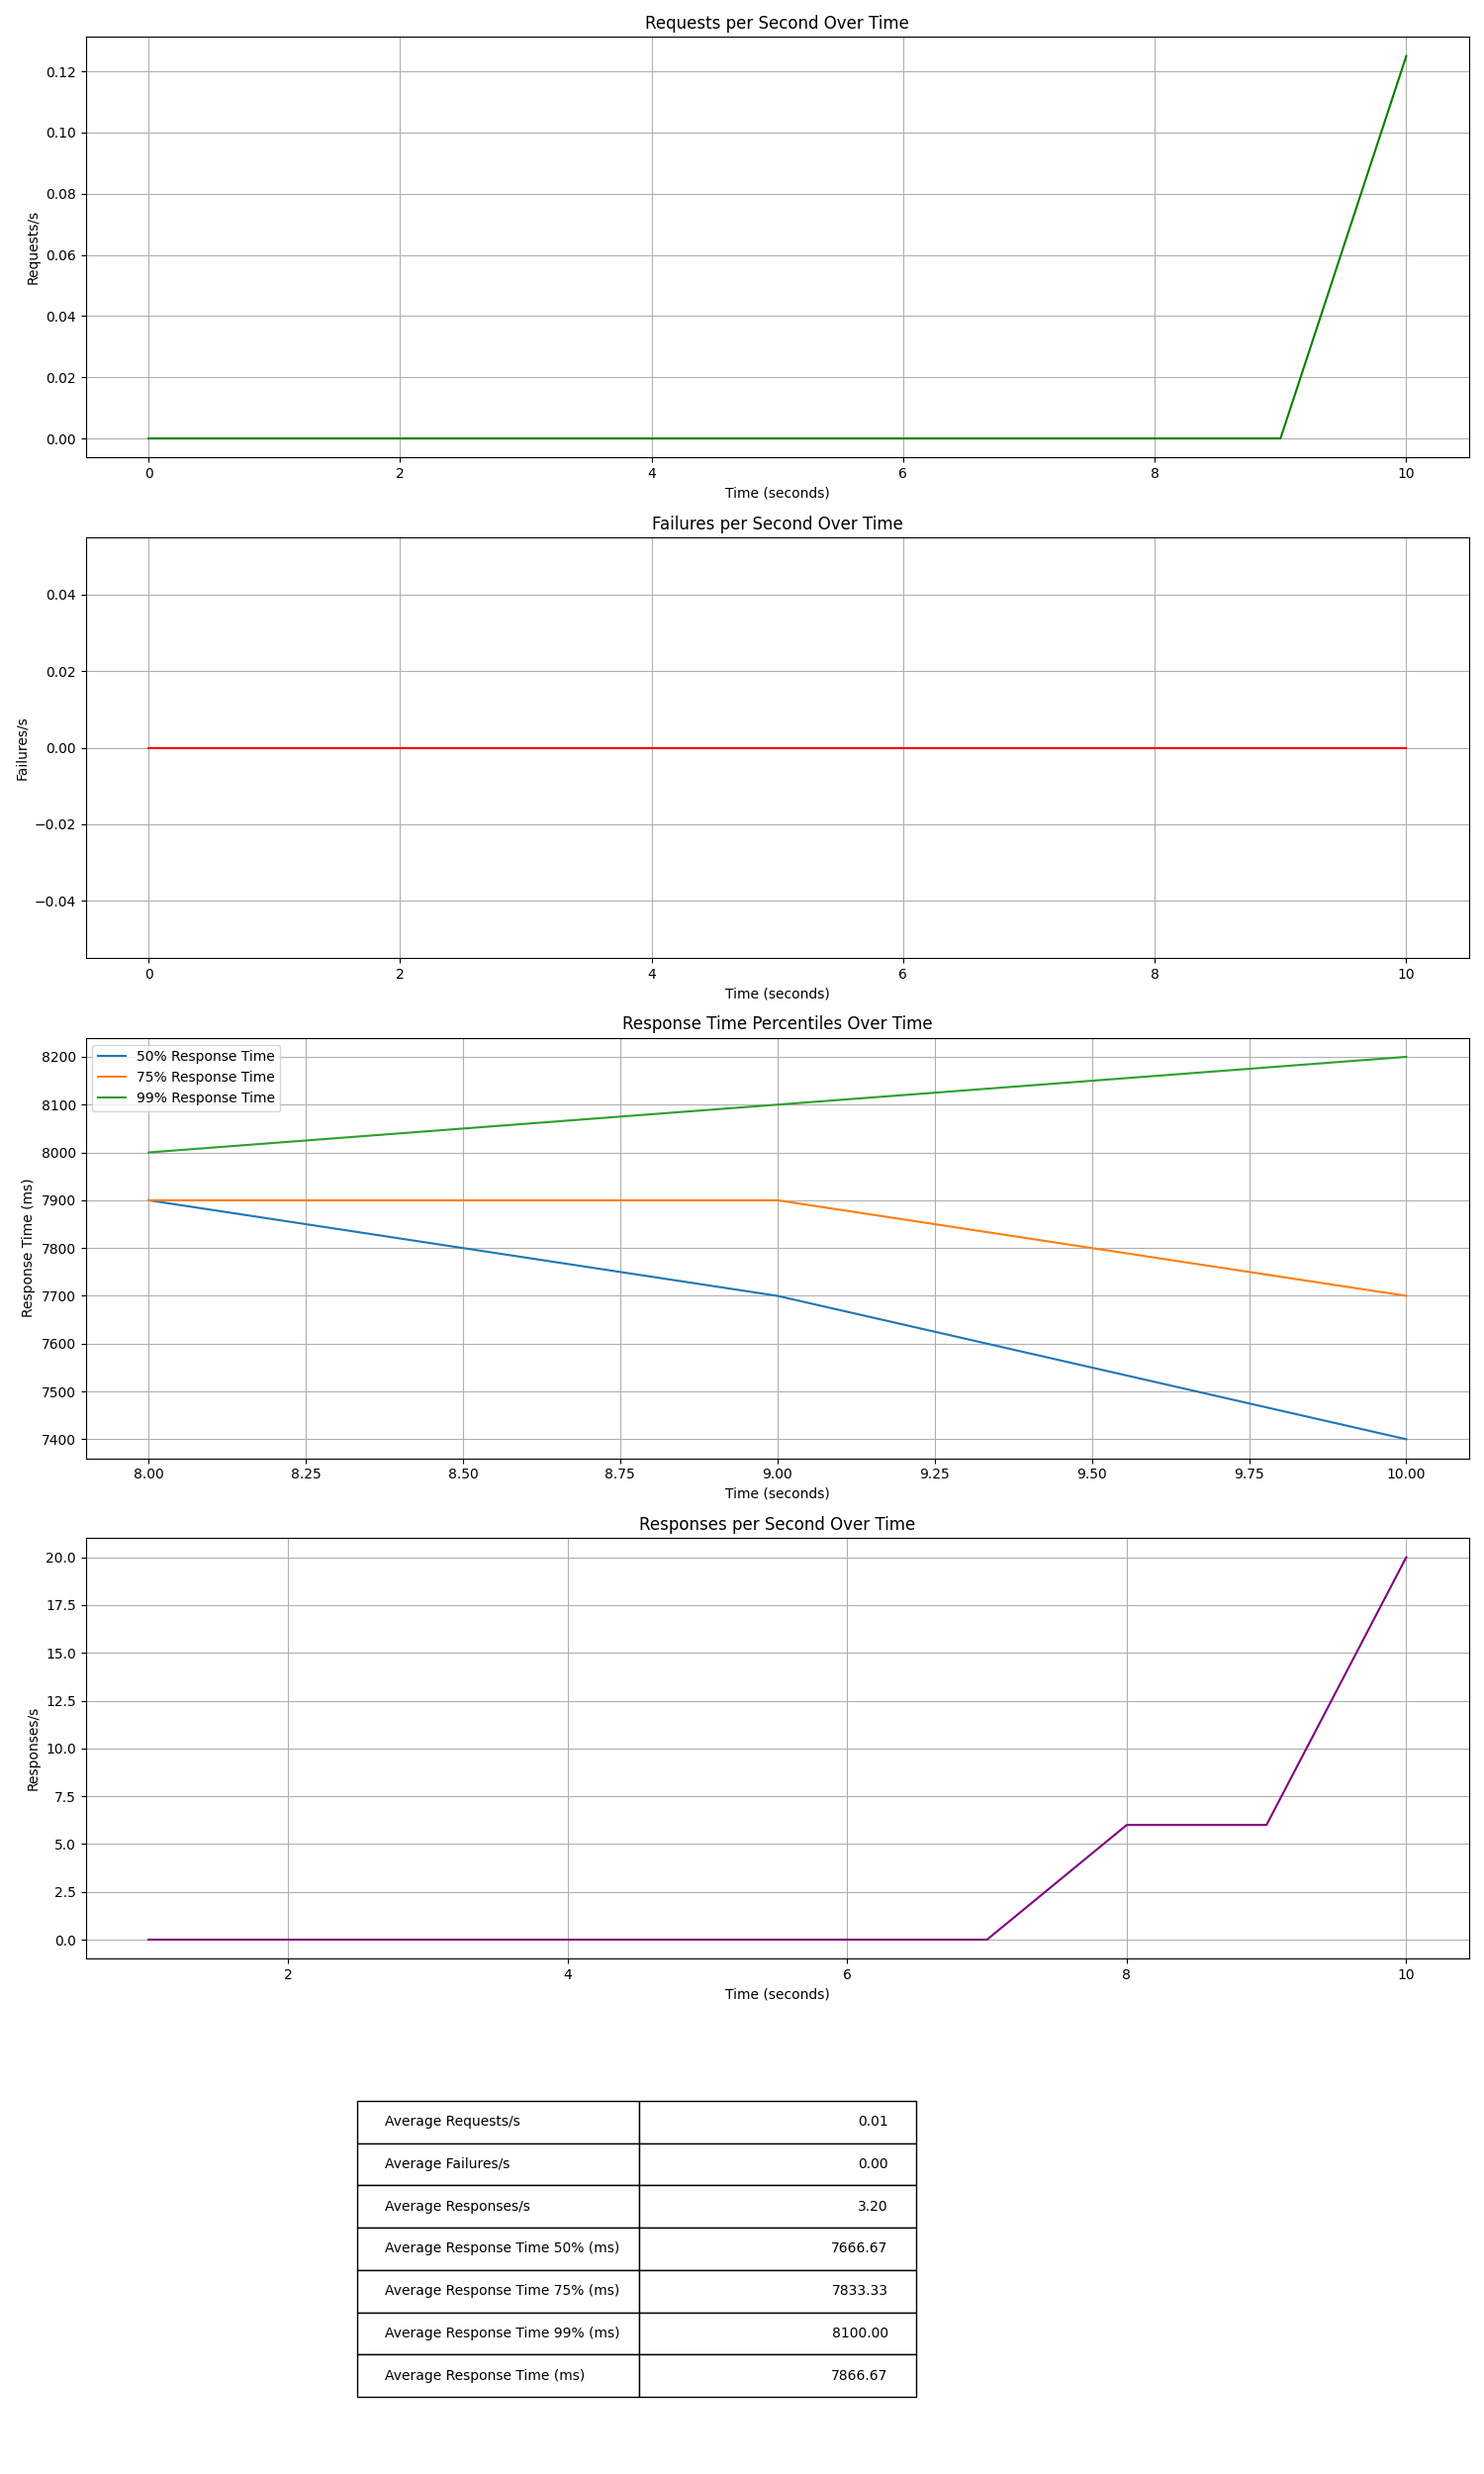 Requests per Second Over Time
0.12
0.10
0.08
0.06
0.04
0.02
0.00
Requests/s
0 2 4 6 8 10
Time (seconds)
Failures per Second Over Time
0.04
0.02
0.00
−0.02
−0.04
Failures/s
0 2 4 6 8 10
Time (seconds)
Response Time Percentiles Over Time
50% Response Time
75% Response Time
99% Response Time
8200
8100
8000
7900
7800
7700
7600
7500
7400
Response Time (ms)
8.00 8.25 8.50 8.75 9.00 9.25 9.50 9.75 10.00
Time (seconds)
Responses per Second Over Time
20.0
17.5
15.0
12.5
10.0
7.5
5.0
2.5
0.0
Responses/s
2 4 6 8 10
Time (seconds)
Average Requests/s 0.01
Average Failures/s 0.00
Average Responses/s 3.20
Average Response Time 50% (ms) 7666.67
Average Response Time 75% (ms) 7833.33
Average Response Time 99% (ms) 8100.00
Average Response Time (ms) 7866.67